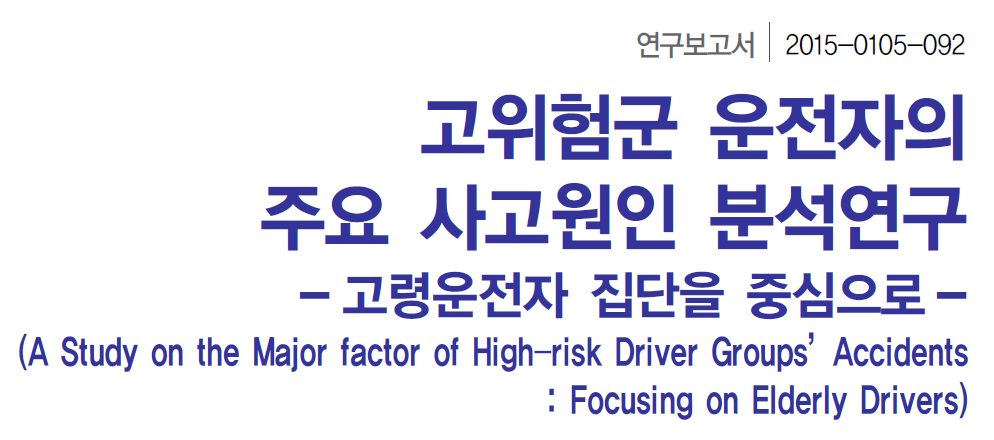 연구보고서 | 2015-0105-092
고위험군 운전자의
주요 사고원인 분석연구
- 고령운전자 집단을 중심으로 -
(A Study on the Major factor of High-risk Driver Groups' Accidents
: Focusing on Elderly Drivers)